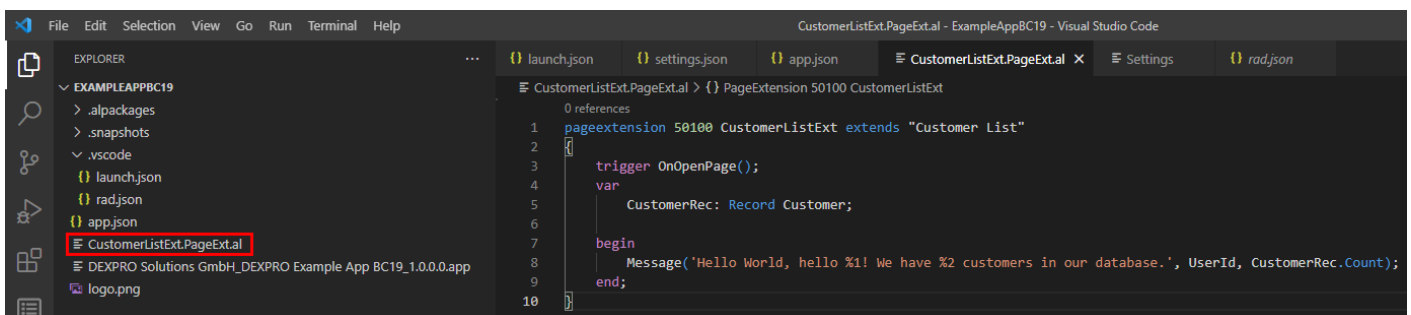 File Edit Selection View Go Run Terminal Help CustomerListExt.PageExt.al - ExampleAppBC19 - Visual Studio Code
EXPLORER ...
EXAMPLEAPPBC19
.alpackages
.snapshots
.vscode
{} launch.json
{} rad.json
{} app.json
CustomerListExt.PageExt.al
DEXPRO Solutions GmbH_DEXPRO Example App BC19_1.0.0.0.app
logo.png
{} launch.json {} settings.json {} app.json CustomerListExt.PageExt.al × Settings {} rad.json
CustomerListExt.PageExt.al > {} PageExtension 50100 CustomerListExt
0 references
1 pageextension 50100 CustomerListExt extends "Customer List"
2 {
3 trigger OnOpenPage();
4 var
5 CustomerRec: Record Customer;
6
7 begin
8 Message('Hello World, hello %1! We have %2 customers in our database.', UserId, CustomerRec.Count);
9 end;
10 }